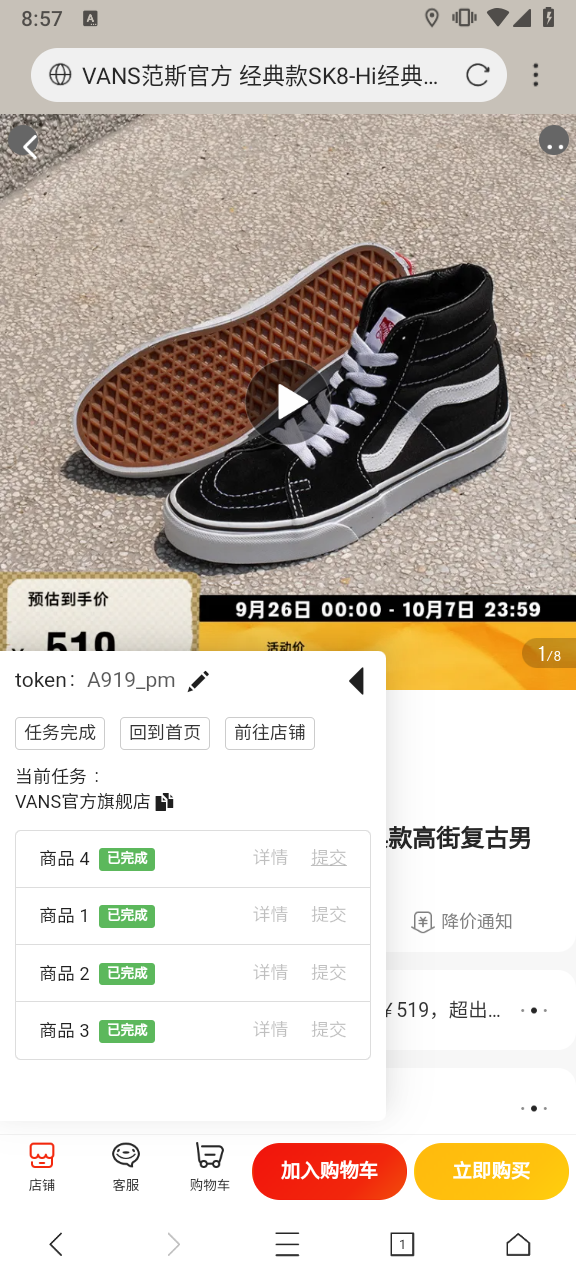 8:57
A
VANS范斯官方 经典款SK8-Hi经典…
预估到手价
519
9月26日 00:00 - 10月7日 23:59
活动价
1/8
token： A919_pm
任务完成 回到首页 前往店铺
当前任务：
VANS官方旗舰店
款高街复古男
商品 4 已完成 详情 提交
商品 1 已完成 详情 提交
降价通知
商品 2 已完成 详情 提交
¥519，超出…
商品 3 已完成 详情 提交
店铺 客服 购物车 加入购物车 立即购买
1